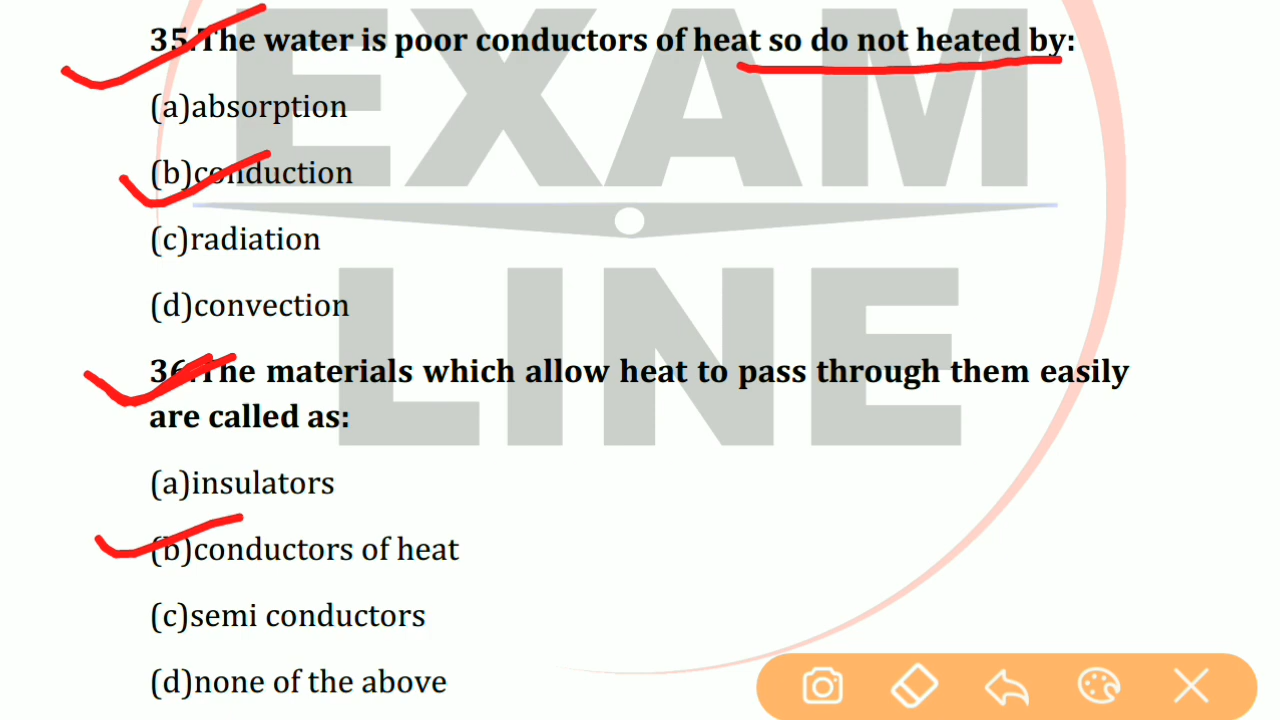 EXAM
LINE
35.The water is poor conductors of heat so do not heated by:
(a)absorption
(b)conduction
(c)radiation
(d)convection
36.The materials which allow heat to pass through them easily
are called as:
(a)insulators
(b)conductors of heat
(c)semi conductors
(d)none of the above